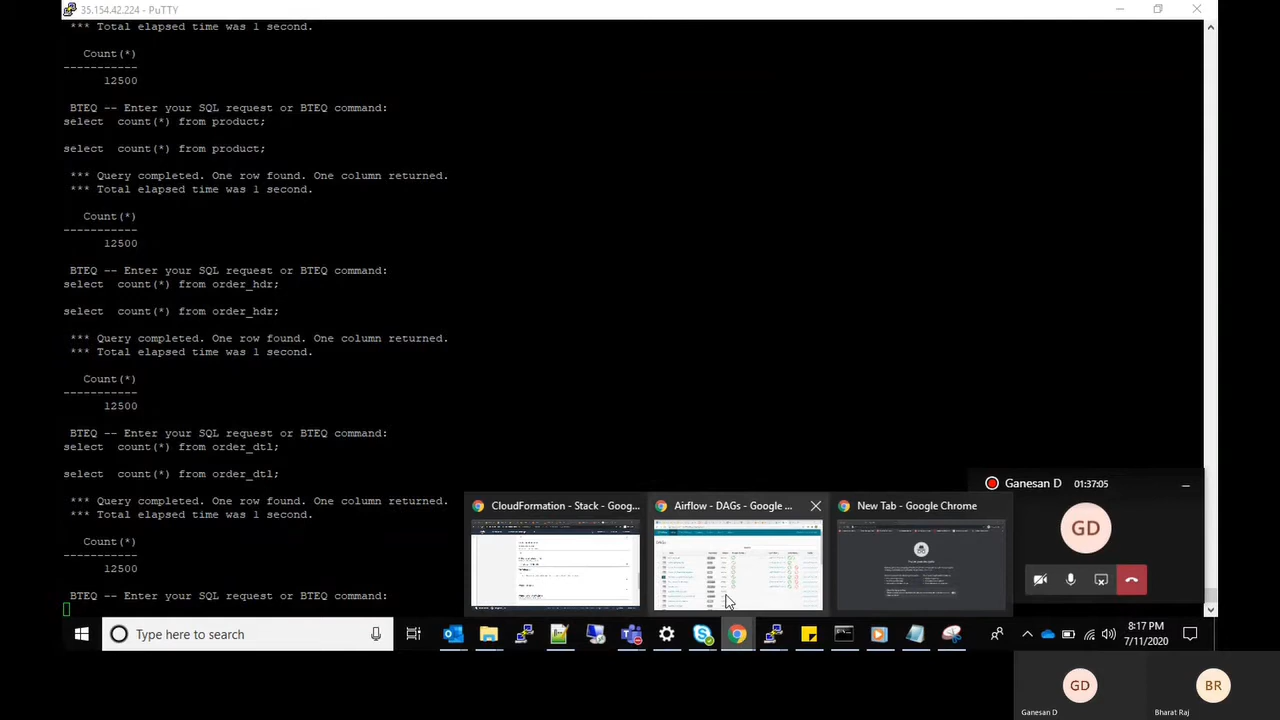 35.154.42.224 - PuTTY
*** Total elapsed time was 1 second.
Count(*)
-----------
12500
BTEQ -- Enter your SQL request or BTEQ command:
select  count(*) from product;
select  count(*) from product;
*** Query completed. One row found. One column returned.
*** Total elapsed time was 1 second.
Count(*)
-----------
12500
BTEQ -- Enter your SQL request or BTEQ command:
select  count(*) from order_hdr;
select  count(*) from order_hdr;
*** Query completed. One row found. One column returned.
*** Total elapsed time was 1 second.
Count(*)
-----------
12500
BTEQ -- Enter your SQL request or BTEQ command:
select  count(*) from order_dtl;
select  count(*) from order_dtl;
*** Query completed. One row found. One column returned.
*** Total elapsed time was 1 second.
Count(*)
-----------
12500
BTEQ -- Enter your SQL request or BTEQ command:
CloudFormation - Stack - Goog...
Airflow - DAGs - Google ...
New Tab - Google Chrome
Ganesan D
01:37:05
GD
Type here to search
8:17 PM
7/11/2020
GD
Ganesan D
BR
Bharat Raj